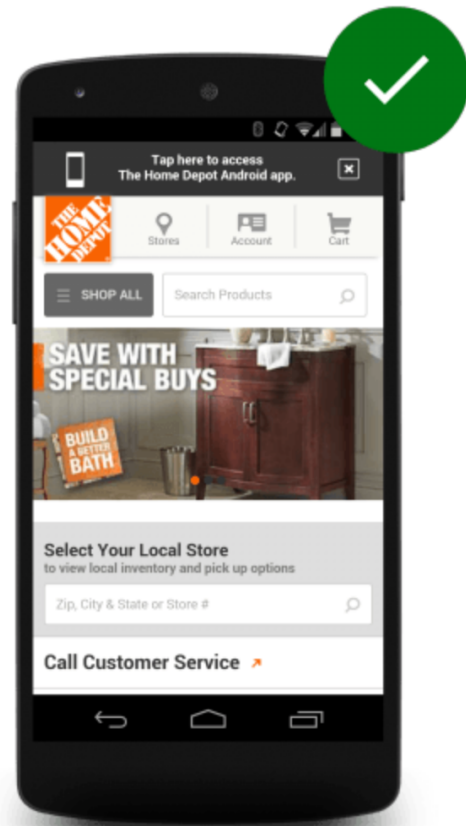 Tap here to access
The Home Depot Android app.
THE
HOME
DEPOT
Stores
Account
Cart
SHOP ALL
Search Products
SAVE WITH
SPECIAL BUYS
BUILD
A BETTER
BATH
Select Your Local Store
to view local inventory and pick up options
Zip, City & State or Store #
Call Customer Service